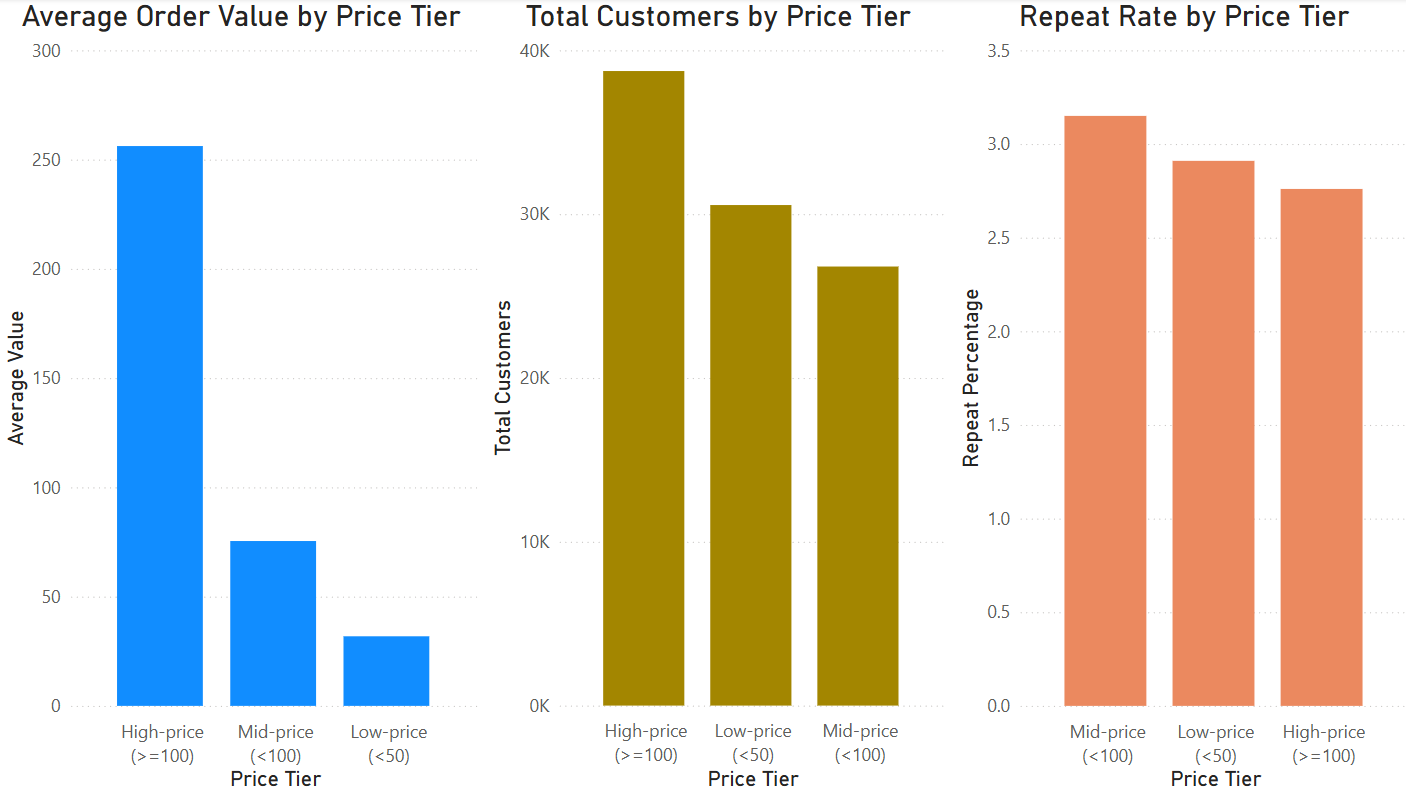 Average Order Value by Price Tier
300
250
200
150
100
50
0
Average Value
High-price
(>=100)
Mid-price
(<100)
Low-price
(<50)
Price Tier
Total Customers by Price Tier
40K
30K
20K
10K
0K
Total Customers
High-price
(>=100)
Low-price
(<50)
Mid-price
(<100)
Price Tier
Repeat Rate by Price Tier
3.5
3.0
2.5
2.0
1.5
1.0
0.5
0.0
Repeat Percentage
Mid-price
(<100)
Low-price
(<50)
High-price
(>=100)
Price Tier